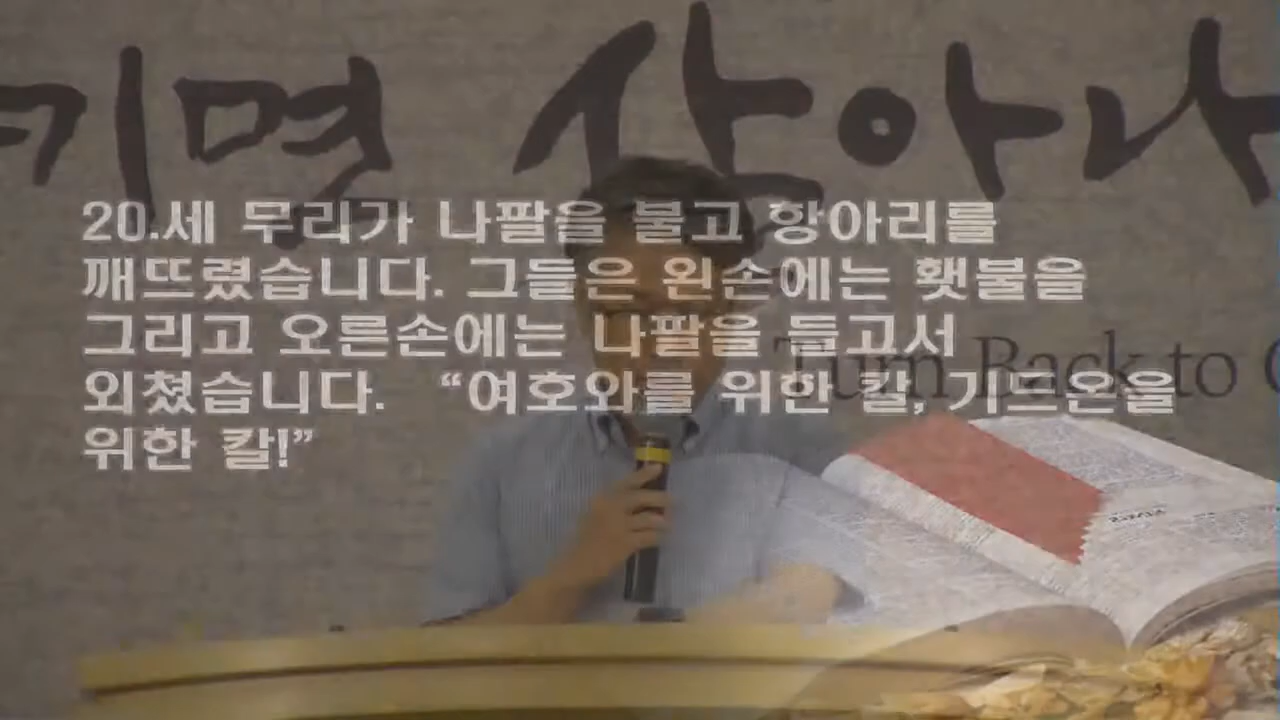 키면 살아나
20.세 무리가 나팔을 불고 항아리를
깨뜨렸습니다. 그들은 왼손에는 횃불을
그리고 오른손에는 나팔을 들고서
외쳤습니다. “여호와를 위한 칼, 기드온을
위한 칼!”
Turn Back to